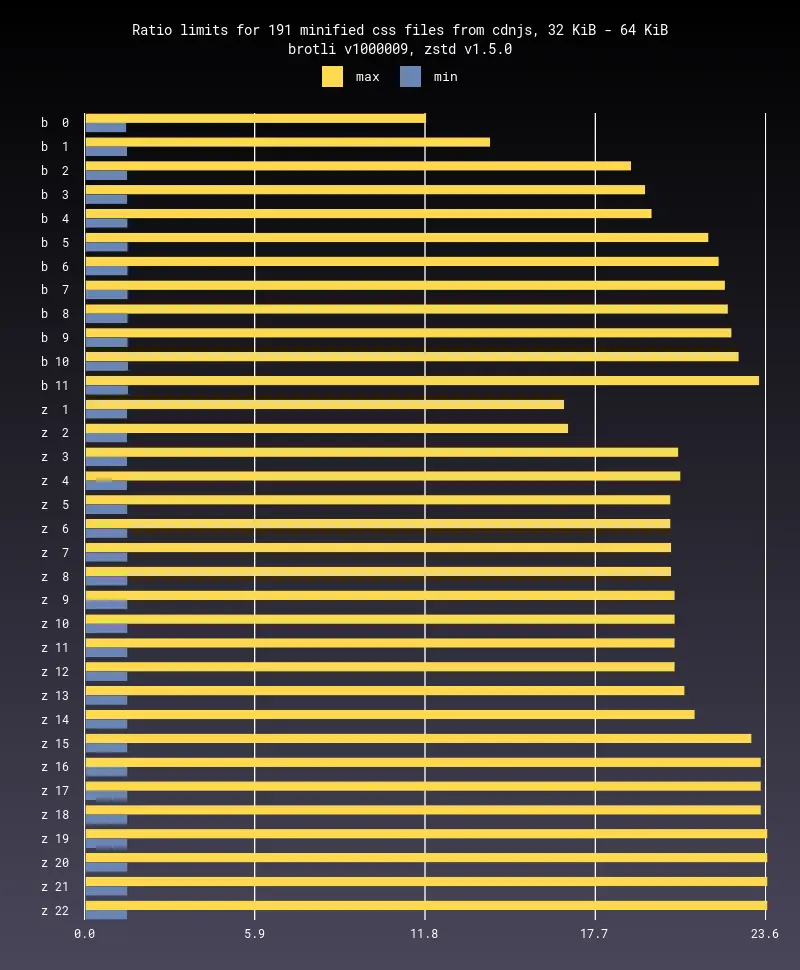 Ratio limits for 191 minified css files from cdnjs, 32 KiB - 64 KiB
brotli v1000009, zstd v1.5.0
max min
b  0
b  1
b  2
b  3
b  4
b  5
b  6
b  7
b  8
b  9
b 10
b 11
z  1
z  2
z  3
z  4
z  5
z  6
z  7
z  8
z  9
z 10
z 11
z 12
z 13
z 14
z 15
z 16
z 17
z 18
z 19
z 20
z 21
z 22
0.0 5.9 11.8 17.7 23.6